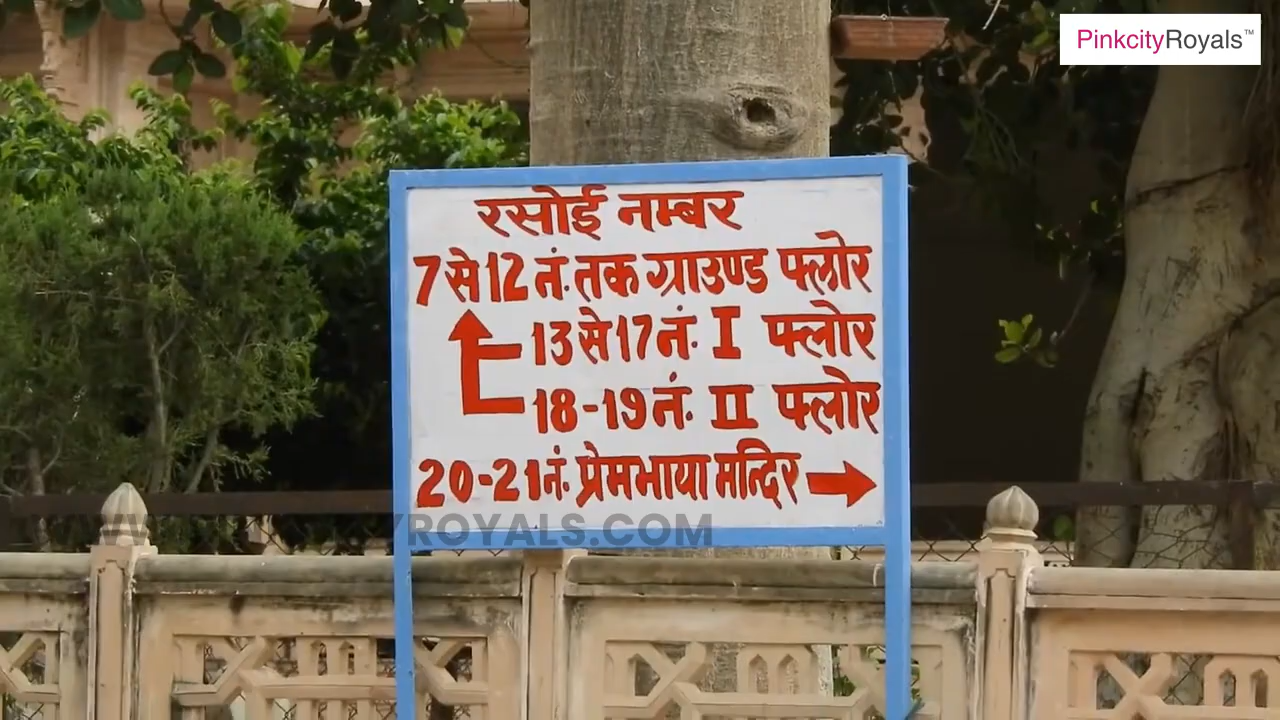 PinkcityRoyals™
रसोई नम्बर
7 से 12 नं. तक ग्राउण्ड फ्लोर
13 से 17 नं. I फ्लोर
18-19 नं. II फ्लोर
20-21 नं. प्रेमभाया मन्दिर
ROYALS.COM